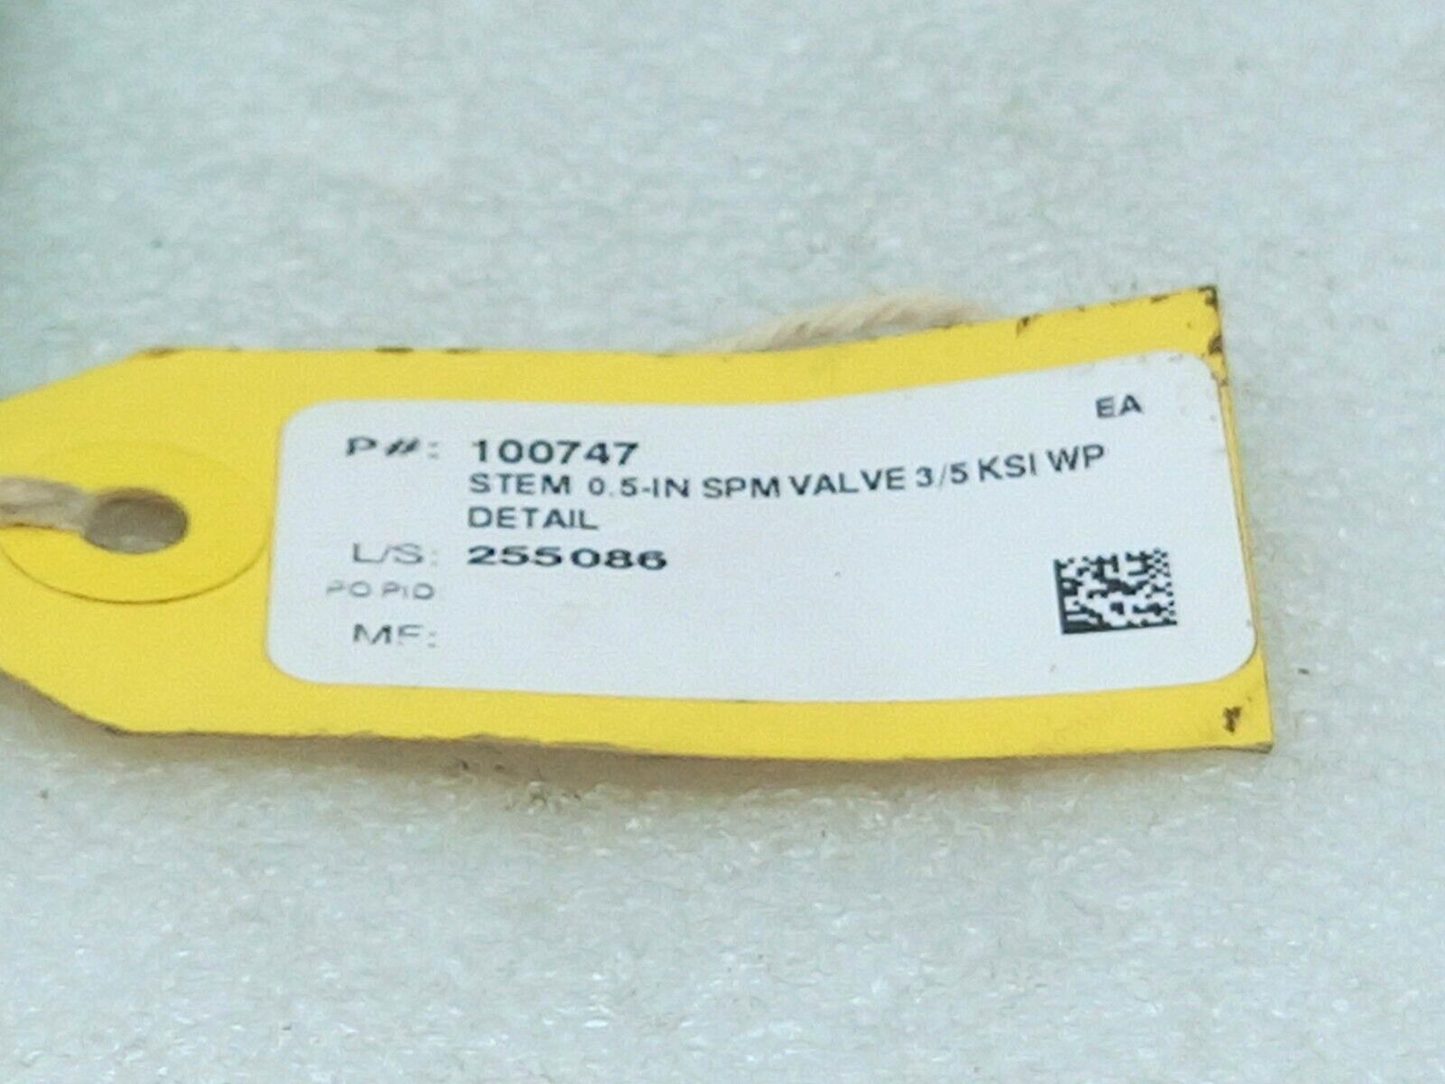 EA
P#: 100747
STEM 0.5-IN SPM VALVE 3/5 KSI WP
DETAIL
L/S: 255086
PO PID
MF: